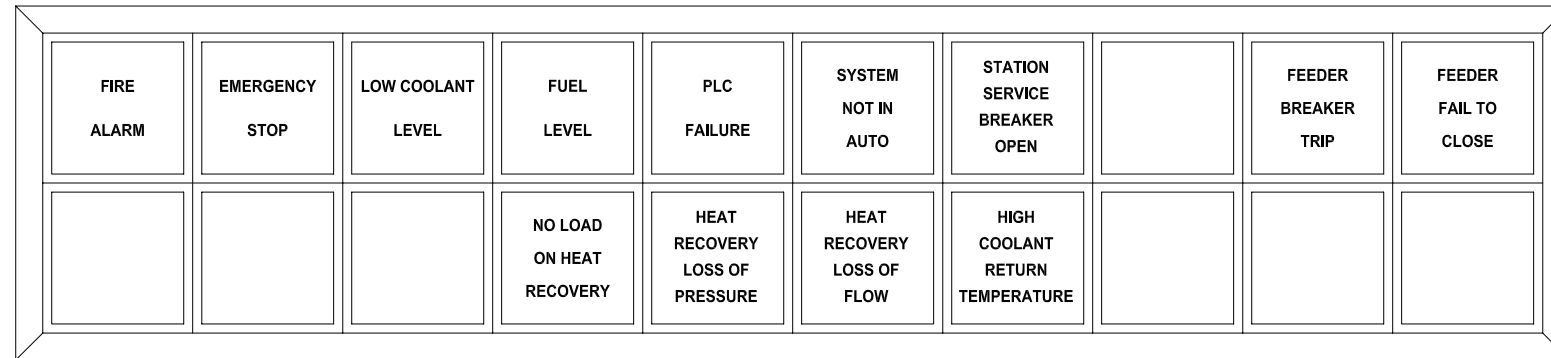 FIRE
ALARM
EMERGENCY
STOP
LOW COOLANT
LEVEL
FUEL
LEVEL
PLC
FAILURE
SYSTEM
NOT IN
AUTO
STATION
SERVICE
BREAKER
OPEN
FEEDER
BREAKER
TRIP
FEEDER
FAIL TO
CLOSE
NO LOAD
ON HEAT
RECOVERY
HEAT
RECOVERY
LOSS OF
PRESSURE
HEAT
RECOVERY
LOSS OF
FLOW
HIGH
COOLANT
RETURN
TEMPERATURE